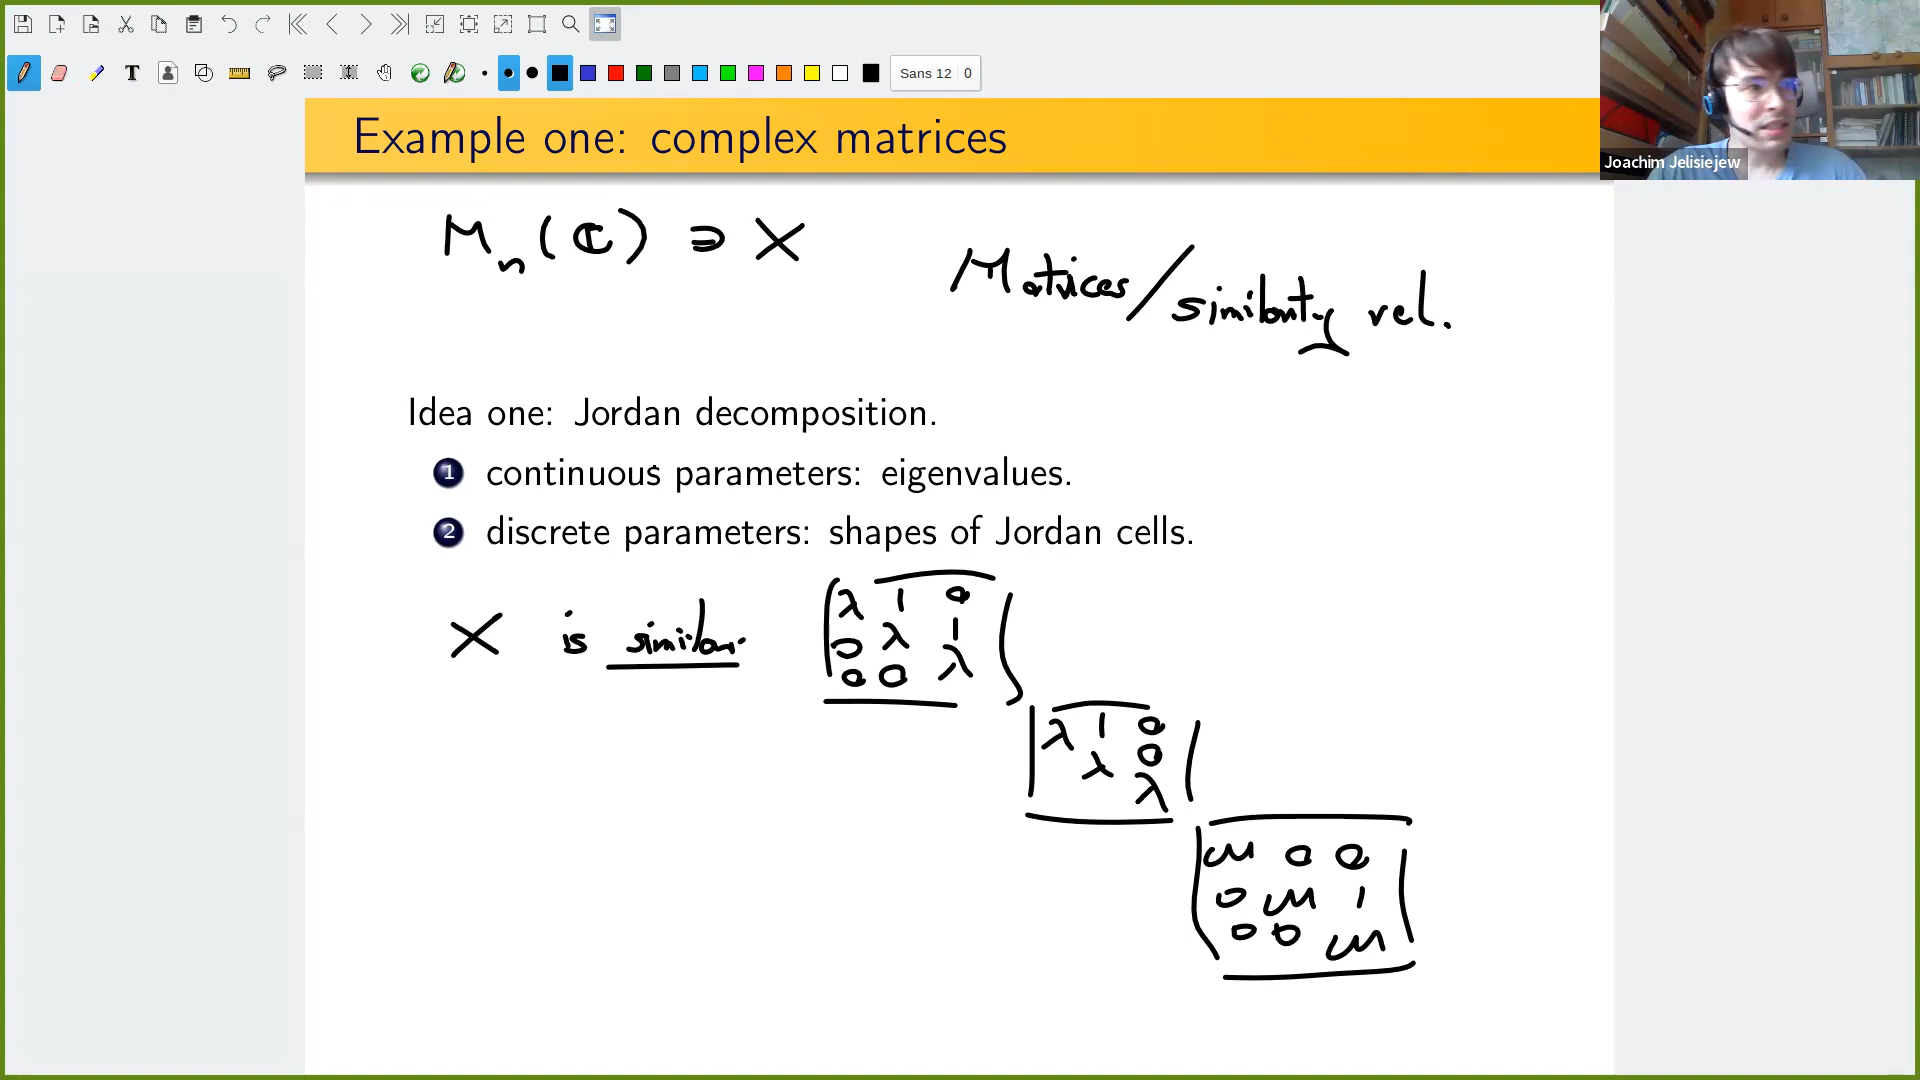 T Sans 12 0
Joachim Jelisiejew
Example one: complex matrices
Mₙ(ℂ) ∋ X
Matrices/similarity rel.
Idea one: Jordan decomposition.
1 continuous parameters: eigenvalues.
2 discrete parameters: shapes of Jordan cells.
X is similar
λ 1 0
0 λ 1
0 0 λ
λ 1 0
λ 0
λ
μ 0 0
0 μ 1
0 0 μ